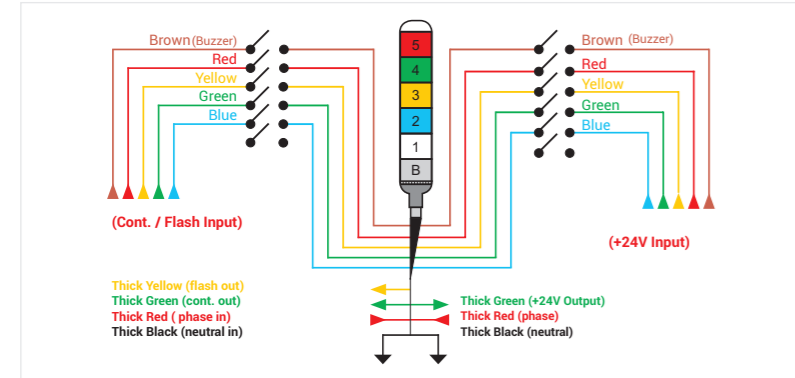 Brown (Buzzer)
Red
Yellow
Green
Blue
5
4
3
2
1
B
Brown (Buzzer)
Red
Yellow
Green
Blue
(Cont. / Flash Input)
(+24V Input)
Thick Yellow (flash out)
Thick Green (cont. out)
Thick Red ( phase in)
Thick Black (neutral in)
Thick Green (+24V Output)
Thick Red (phase)
Thick Black (neutral)